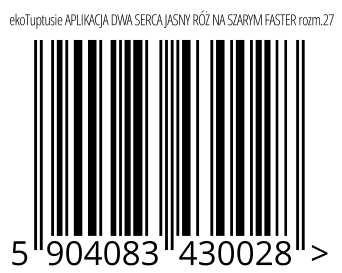 ekoTuptusie APLIKACJA DWA SERCA JASNY RÓŻ NA SZARYM FASTER rozm.27
5 904083 430028 >